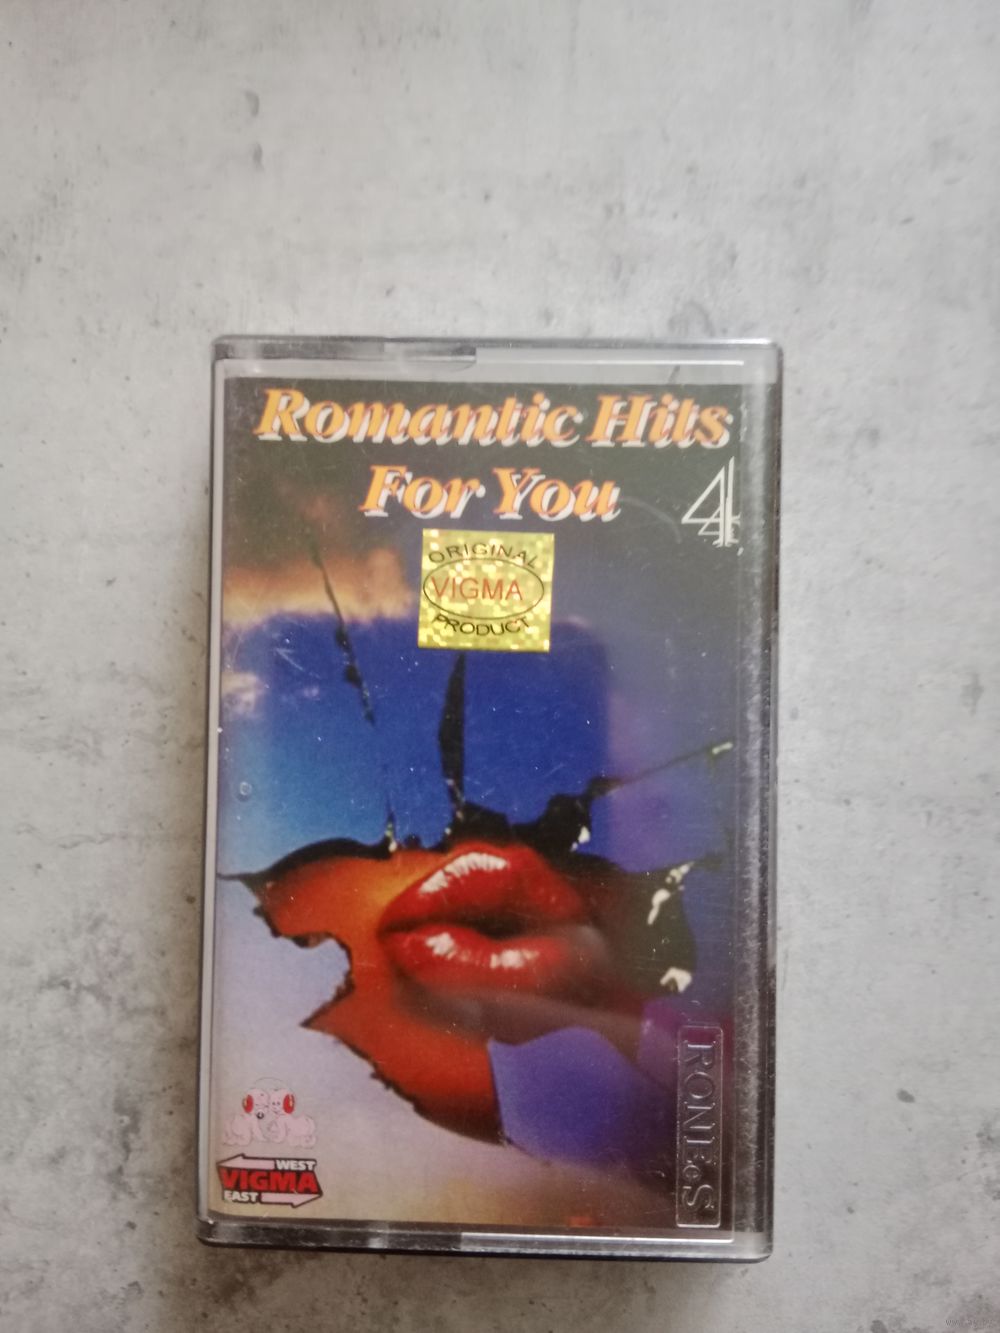 Romantic Hits
For You
4
ORIGINAL
VIGMA
PRODUCT
RONEeS
WEST
VIGMA
EAST